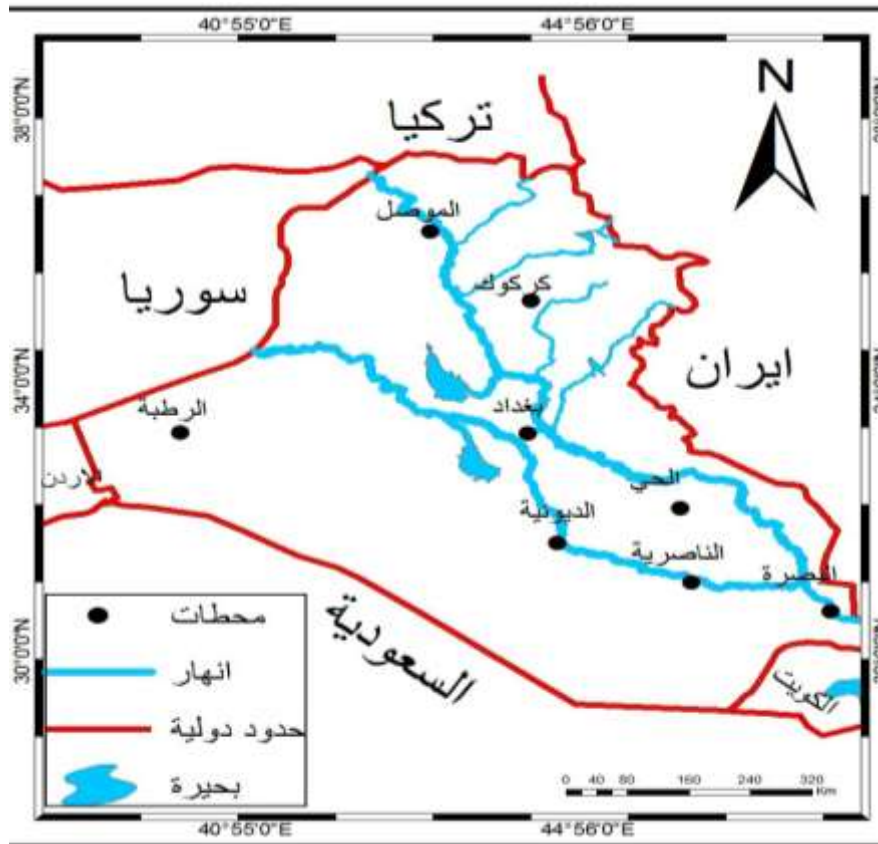 40°55'0"E 44°56'0"E
N
38°0'0"N
تركيا
الموصل
سوريا
كركوك
ايران
34°0'0"N
الرطبة
بغداد
الاردن
الحي
الديونية
الناصرية
البصرة
السعودية
الكويت
30°0'0"N
محطات
انهار
حدود دولية
بحيرة
0 40 80 160 240 320
Km
40°55'0"E 44°56'0"E